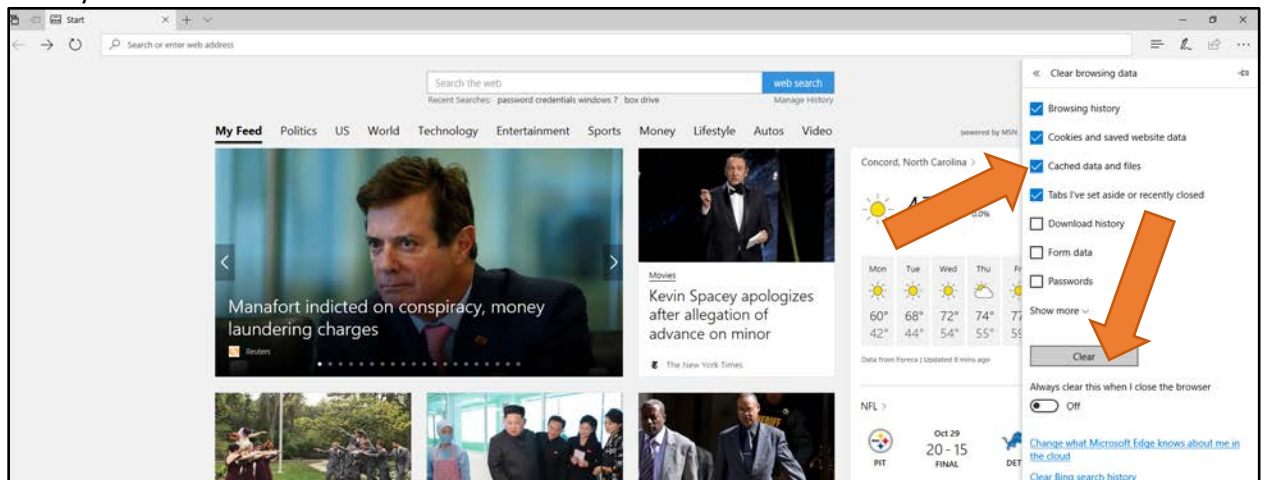 Start
Search or enter web address
Clear browsing data
Search the web
web search
Recent Searches: password credentials windows 7 box drive
Manage History
My Feed Politics US World Technology Entertainment Sports Money Lifestyle Autos Video
powered by MSN
Manafort indicted on conspiracy, money
laundering charges
Reuters
Movies
Kevin Spacey apologizes
after allegation of
advance on minor
The New York Times
Concord, North Carolina >
0.0%
Mon Tue Wed Thu
60° 68° 72° 74°
42° 44° 54° 55°
Data from Foreca | Updated 8 mins ago
NFL >
Oct 29
20 - 15
PIT FINAL DET
Browsing history
Cookies and saved website data
Cached data and files
Tabs I've set aside or recently closed
Download history
Form data
Passwords
Show more
Clear
Always clear this when I close the browser
Off
Change what Microsoft Edge knows about me in
the cloud
Clear Bing search history